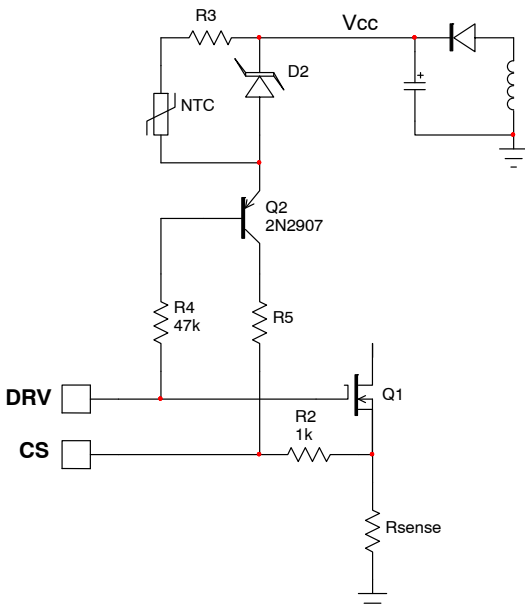 R3
Vcc
D2
NTC
Q2
2N2907
R4
47k
R5
DRV
Q1
R2
1k
CS
Rsense
+